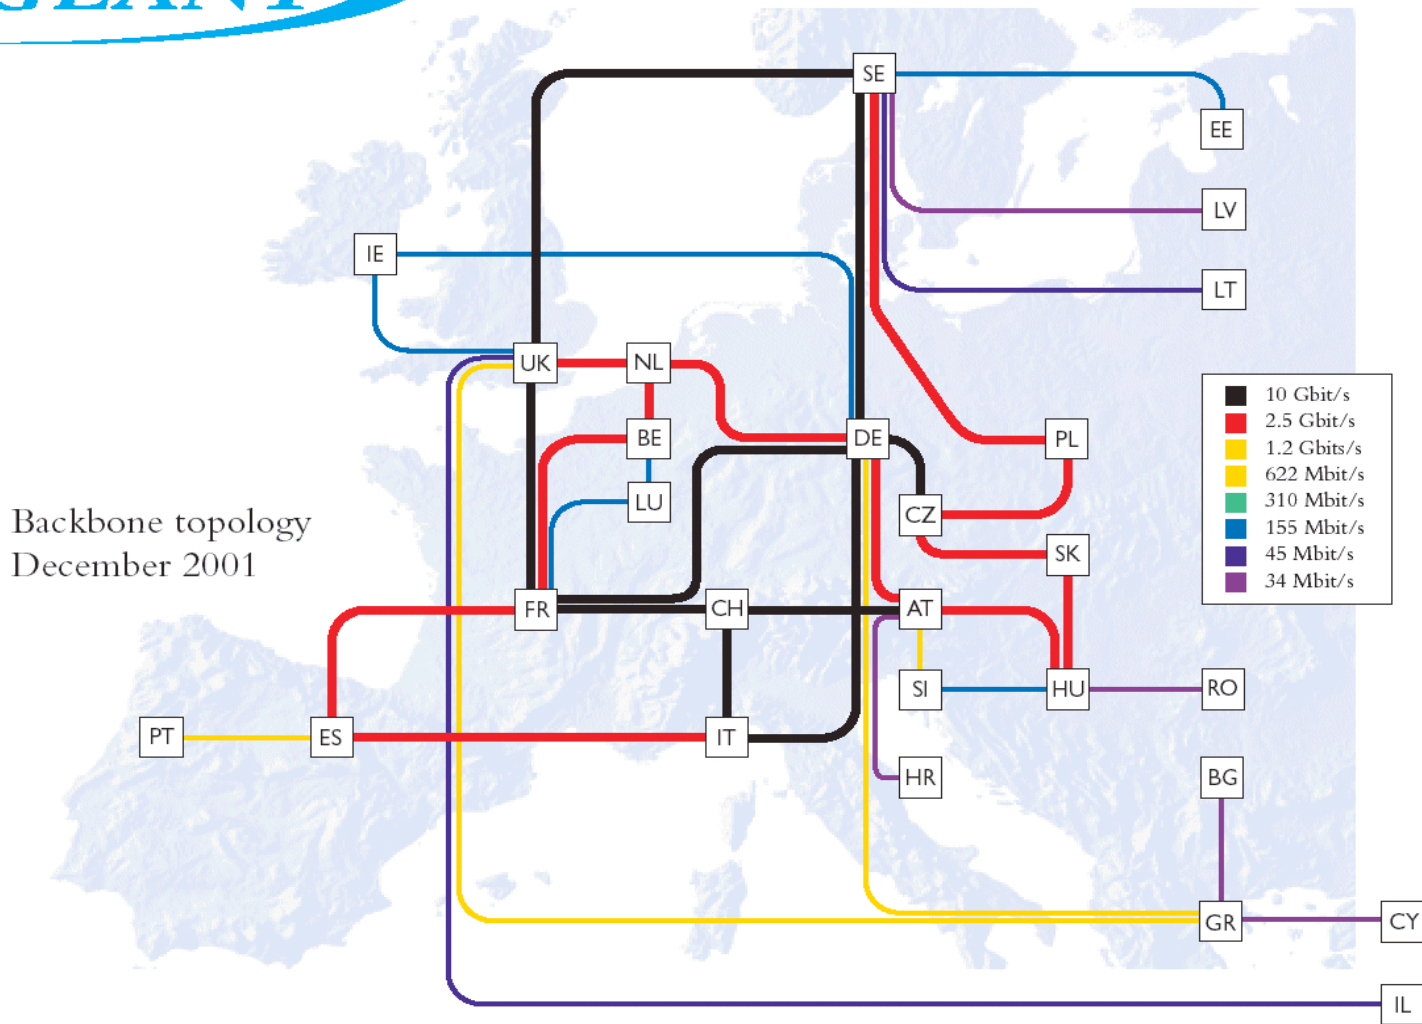 GÉANT
SE
EE
LV
IE
LT
UK
NL
10 Gbit/s
2.5 Gbit/s
1.2 Gbits/s
622 Mbit/s
310 Mbit/s
155 Mbit/s
45 Mbit/s
34 Mbit/s
BE
DE
PL
LU
CZ
Backbone topology
December 2001
SK
FR
CH
AT
SI
HU
RO
PT
ES
IT
HR
BG
GR
CY
IL